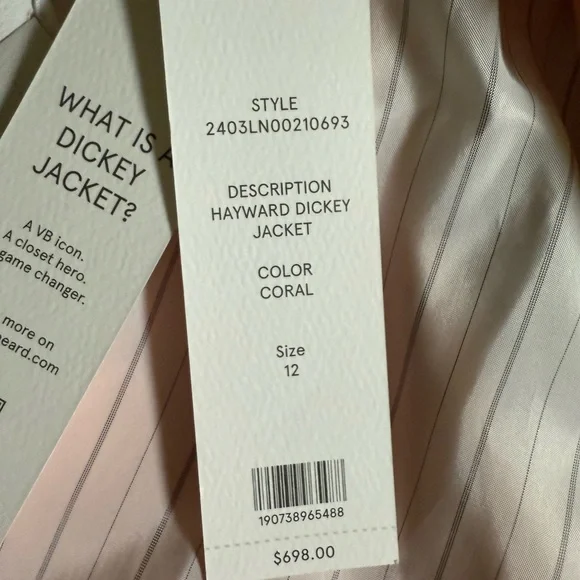 WHAT IS A
DICKEY
JACKET?
A VB icon.
A closet hero.
game changer.
more on
eard.com
STYLE
2403LN00210693
DESCRIPTION
HAYWARD DICKEY
JACKET
COLOR
CORAL
Size
12
190738965488
$698.00